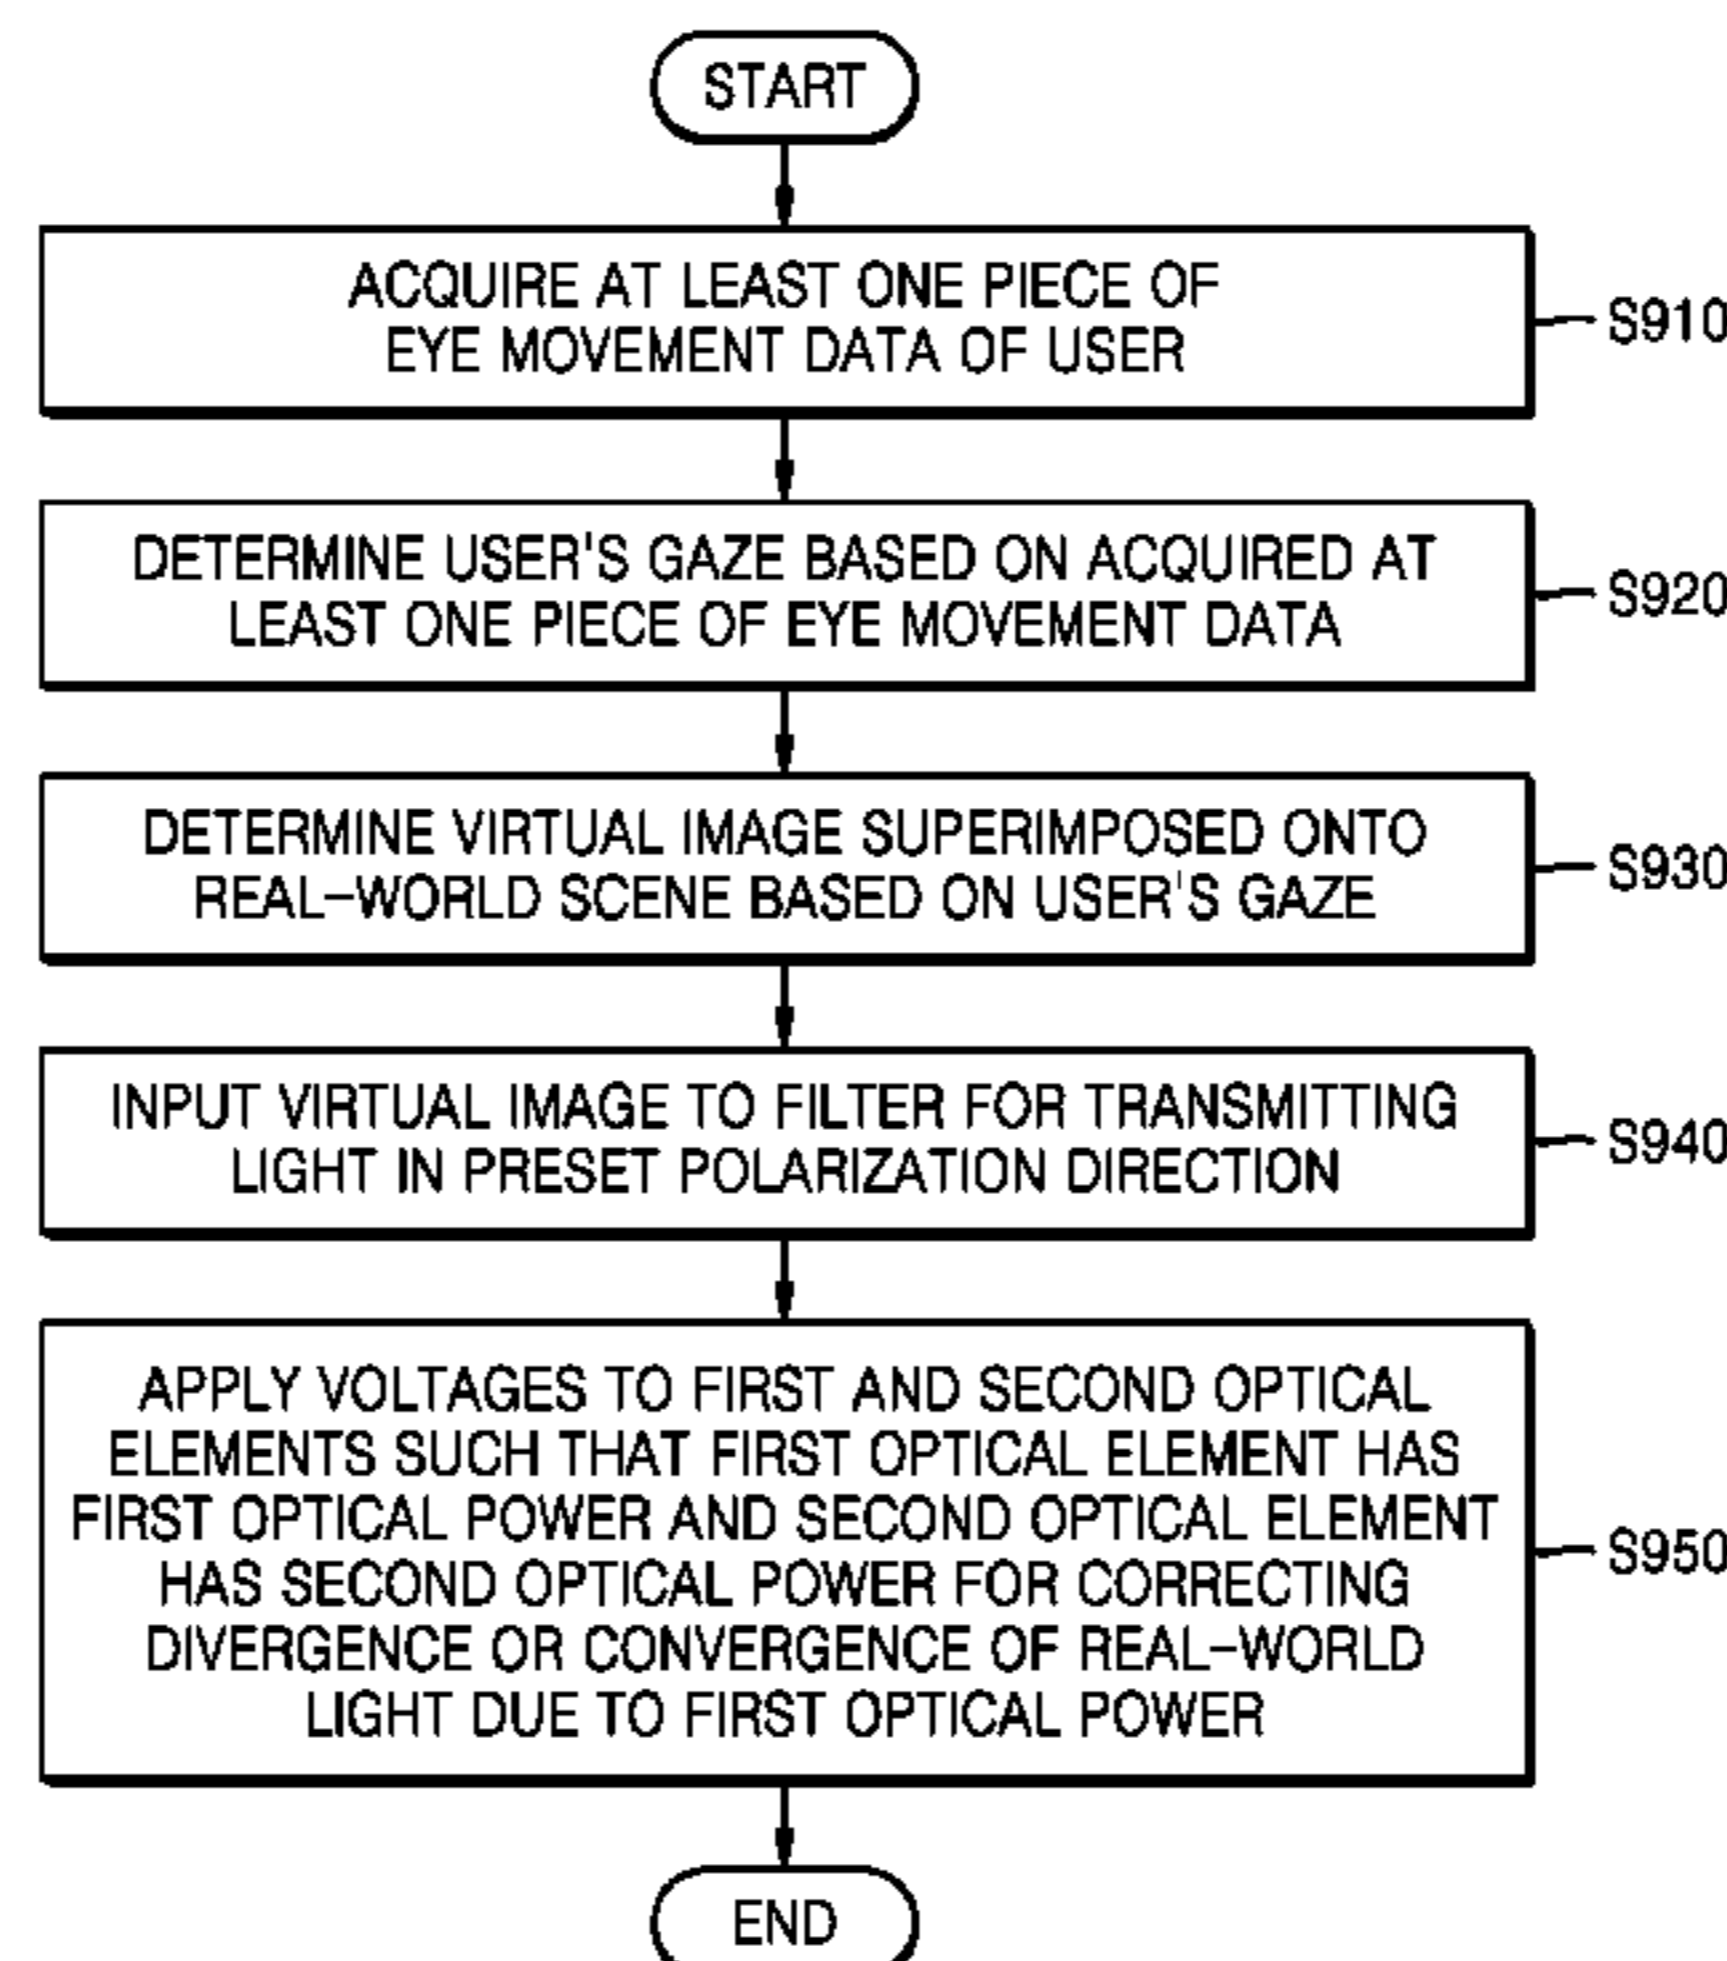 START
ACQUIRE AT LEAST ONE PIECE OF
EYE MOVEMENT DATA OF USER
S910
DETERMINE USER'S GAZE BASED ON ACQUIRED AT
LEAST ONE PIECE OF EYE MOVEMENT DATA
S920
DETERMINE VIRTUAL IMAGE SUPERIMPOSED ONTO
REAL-WORLD SCENE BASED ON USER'S GAZE
S930
INPUT VIRTUAL IMAGE TO FILTER FOR TRANSMITTING
LIGHT IN PRESET POLARIZATION DIRECTION
S940
APPLY VOLTAGES TO FIRST AND SECOND OPTICAL
ELEMENTS SUCH THAT FIRST OPTICAL ELEMENT HAS
FIRST OPTICAL POWER AND SECOND OPTICAL ELEMENT
HAS SECOND OPTICAL POWER FOR CORRECTING
DIVERGENCE OR CONVERGENCE OF REAL-WORLD
LIGHT DUE TO FIRST OPTICAL POWER
S950
END